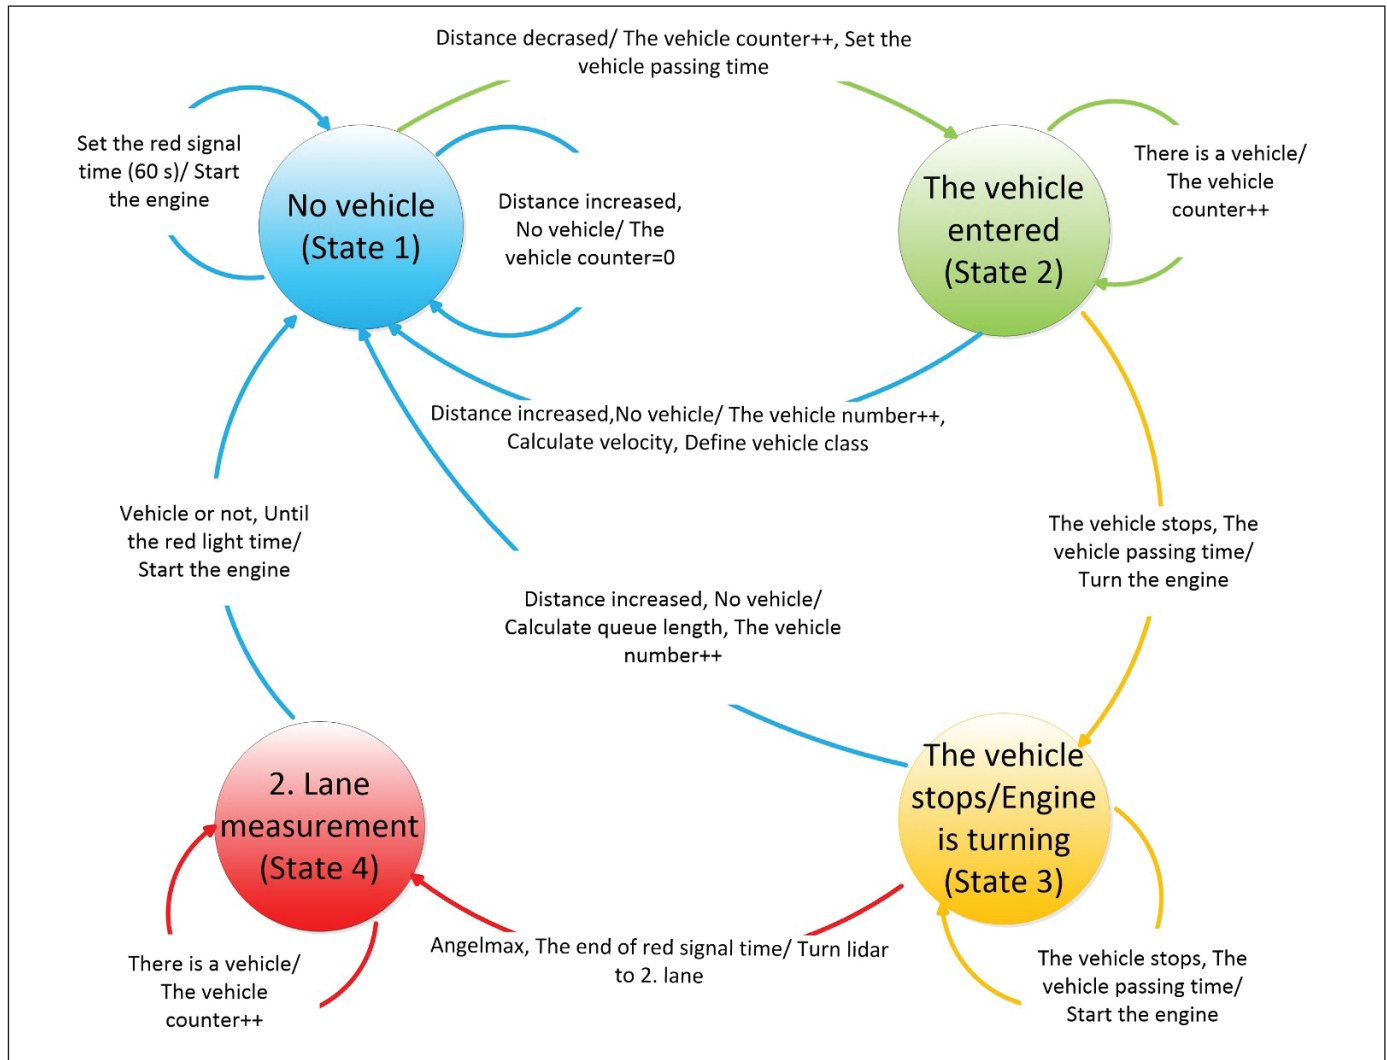 Distance decrased/ The vehicle counter++, Set the
vehicle passing time
Set the red signal
time (60 s)/ Start
the engine
No vehicle
(State 1)
Distance increased,
No vehicle/ The
vehicle counter=0
The vehicle
entered
(State 2)
There is a vehicle/
The vehicle
counter++
Distance increased,No vehicle/ The vehicle number++,
Calculate velocity, Define vehicle class
Vehicle or not, Until
the red light time/
Start the engine
The vehicle stops, The
vehicle passing time/
Turn the engine
Distance increased, No vehicle/
Calculate queue length, The vehicle
number++
2. Lane
measurement
(State 4)
The vehicle
stops/Engine
is turning
(State 3)
There is a vehicle/
The vehicle
counter++
Angelmax, The end of red signal time/ Turn lidar
to 2. lane
The vehicle stops, The
vehicle passing time/
Start the engine